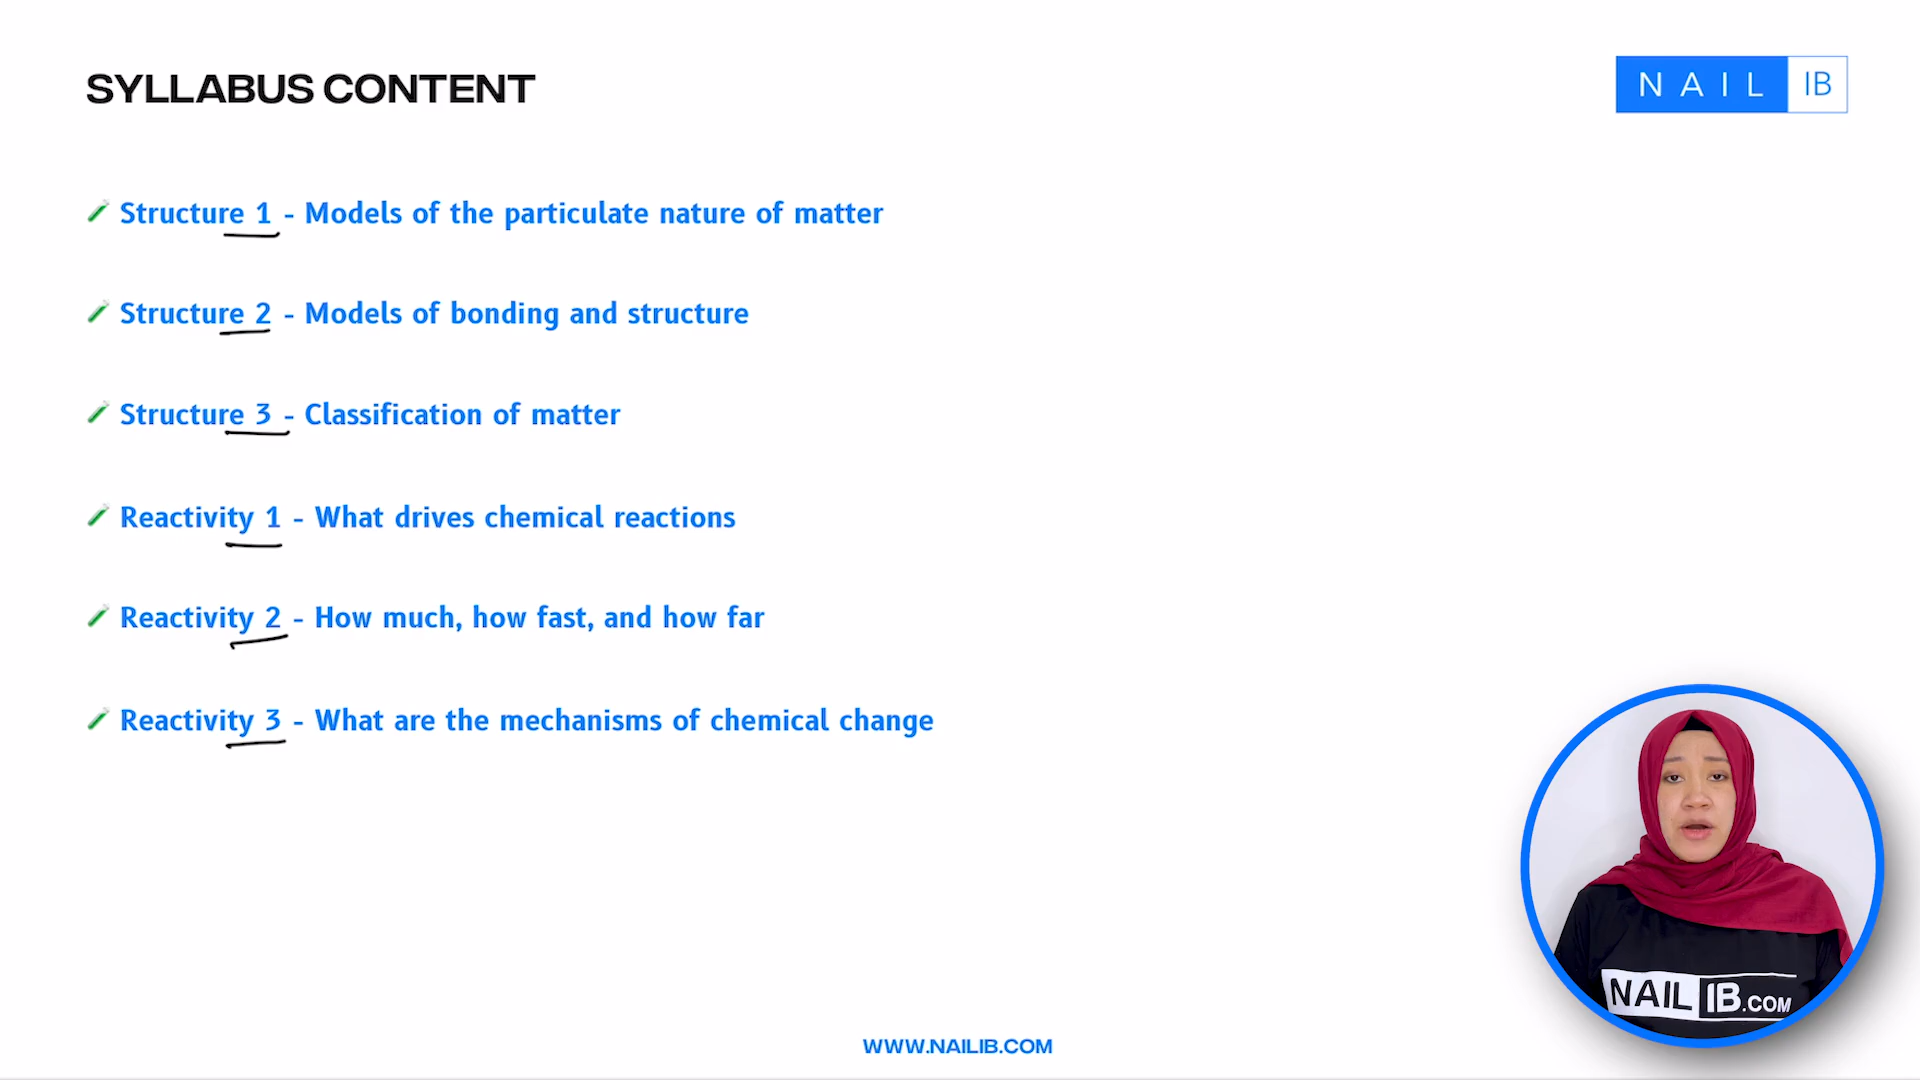 SYLLABUS CONTENT
NAIL IB
Structure 1 - Models of the particulate nature of matter
Structure 2 - Models of bonding and structure
Structure 3 - Classification of matter
Reactivity 1 - What drives chemical reactions
Reactivity 2 - How much, how fast, and how far
Reactivity 3 - What are the mechanisms of chemical change
NAIL IB.COM
WWW.NAILIB.COM